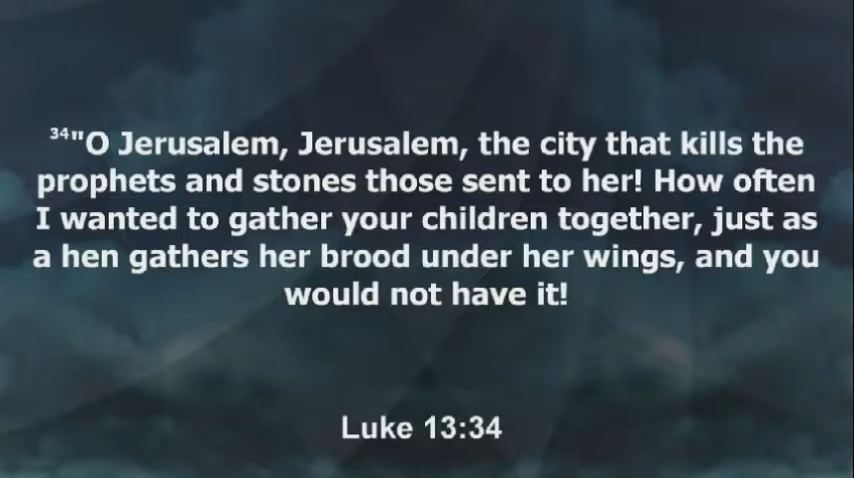 ³⁴"O Jerusalem, Jerusalem, the city that kills the
prophets and stones those sent to her! How often
I wanted to gather your children together, just as
a hen gathers her brood under her wings, and you
would not have it!
Luke 13:34